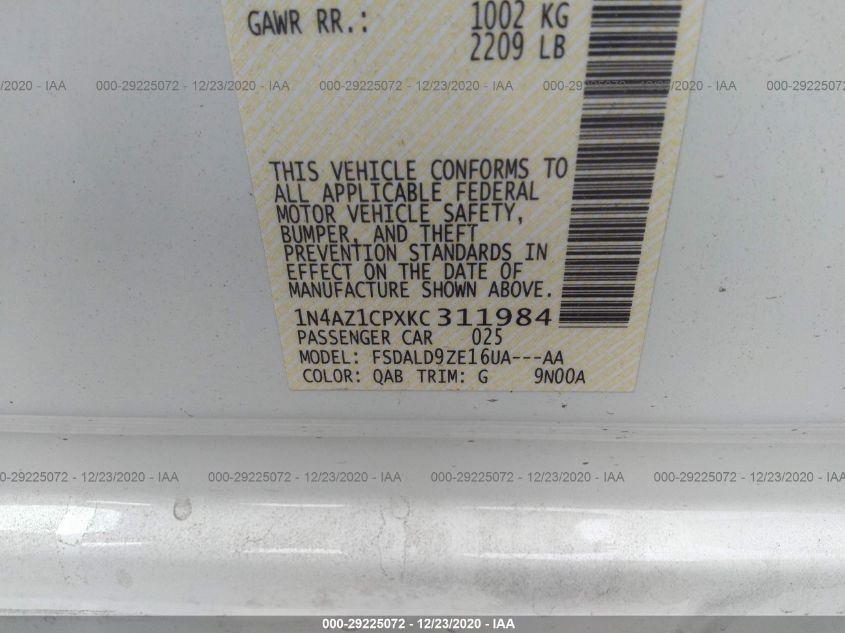 GAWR RR.: 1002 KG
2209 LB
/2020 - IAA 000-29225072 - 12/23/2020 - IAA 000-29225072 - 12/23/2020 - IAA 000-29225072 - 12/23/2020 - IAA 000-29225072 - 12/23/2020
THIS VEHICLE CONFORMS TO
ALL APPLICABLE FEDERAL
MOTOR VEHICLE SAFETY,
BUMPER, AND THEFT
PREVENTION STANDARDS IN
EFFECT ON THE DATE OF
MANUFACTURE SHOWN ABOVE.
1N4AZ1CPXKC311984
PASSENGER CAR 025
MODEL: FSDALD9ZE16UA---AA
COLOR: QAB TRIM: G 9N00A
-29225072 - 12/23/2020 - IAA 000-29225072 - 12/23/2020 - IAA 000-29225072 - 12/23/2020 - IAA 000-29225072 - 12/23/2020 - IAA
000-29225072 - 12/23/2020 - IAA